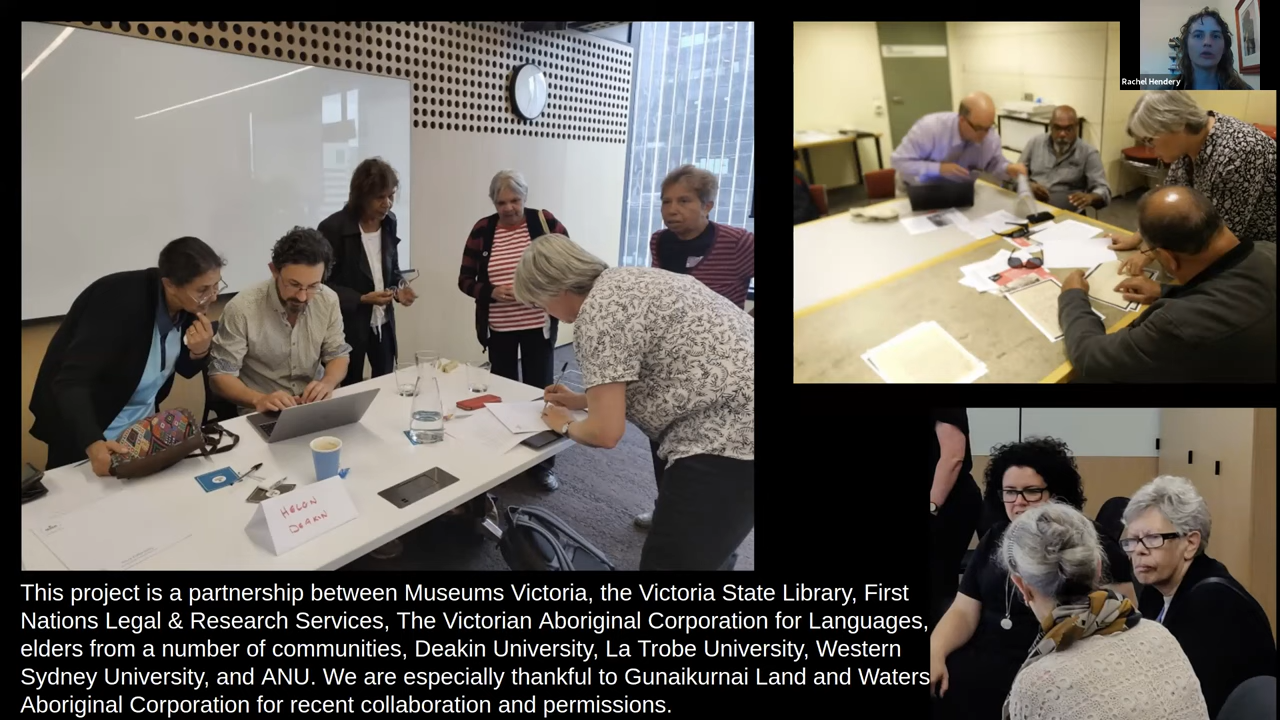 Rachel Hendery
HELEN
DEAKIN
This project is a partnership between Museums Victoria, the Victoria State Library, First
Nations Legal & Research Services, The Victorian Aboriginal Corporation for Languages,
elders from a number of communities, Deakin University, La Trobe University, Western
Sydney University, and ANU. We are especially thankful to Gunaikurnai Land and Waters
Aboriginal Corporation for recent collaboration and permissions.